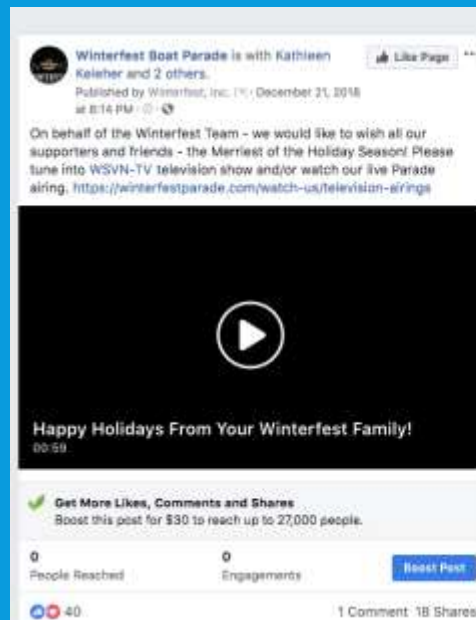 Winterfest Boat Parade is with Kathleen
Keleher and 2 others.
Like Page
Published by Winterfest, Inc. · December 21, 2018
at 8:14 PM ·
On behalf of the Winterfest Team - we would like to wish all our
supporters and friends - the Merriest of the Holiday Season! Please
tune into WSVN-TV television show and/or watch our live Parade
airing. https://winterfestparade.com/watch-us/television-airings
Happy Holidays From Your Winterfest Family!
00:59
Get More Likes, Comments and Shares
Boost this post for $30 to reach up to 27,000 people.
0
People Reached
0
Engagements
Boost Post
40
1 Comment 18 Shares